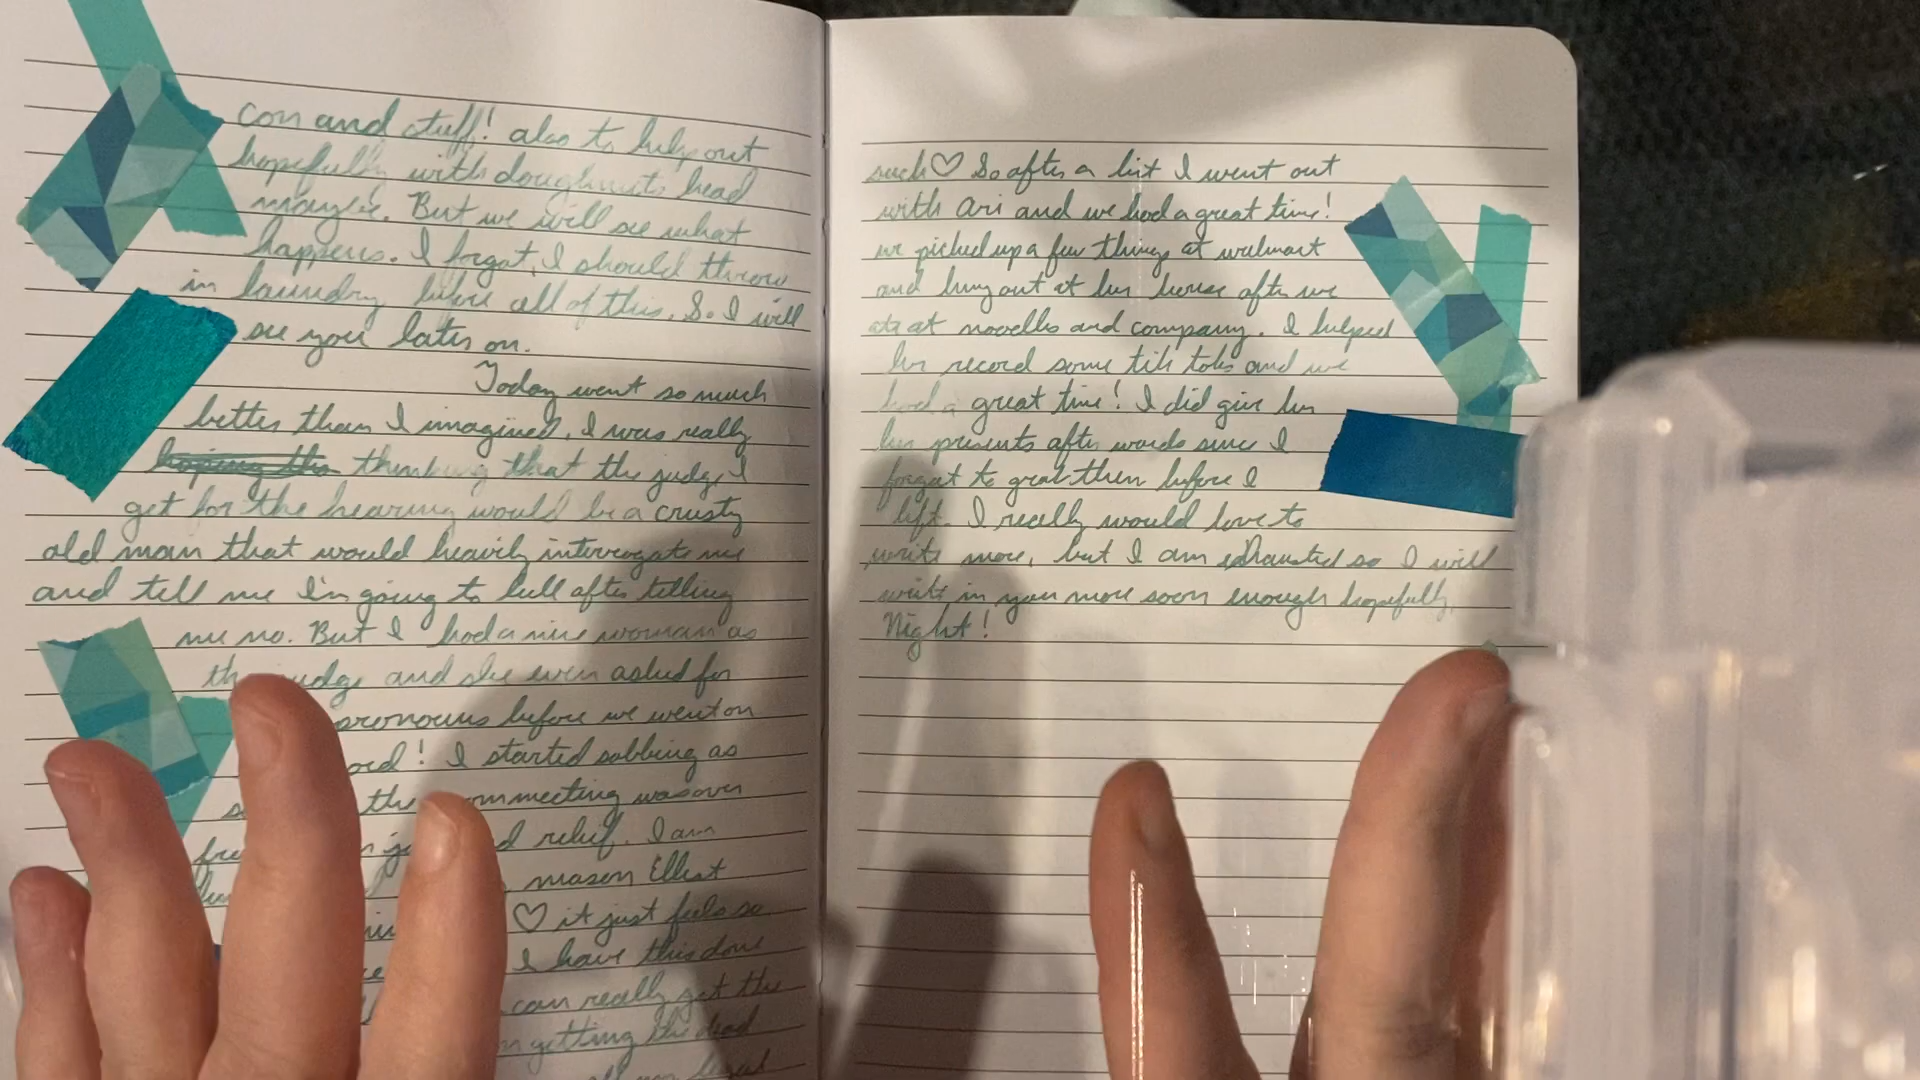 con and stuff! also to help out
hopefully with doughnuts head
maybe. But we will see what
happens. I forgot, I should throw
in laundry before all of this. So I will
see you later on.
Today went so much
better than I imagined, I was really
hoping the thinking that the judge I
get for the hearing would be a crusty
old man that would heavily interrogate me
and tell me I'm going to hell after telling
me no. But I had a nice woman as
the judge and she even asked for
pronouns before we went on
! I started sobbing as
the meeting was over
relief. I am
mason Elliot
♡ it just feels so
I have this done
can really get the
getting the dead
legal
such♡ So after a bit I went out
with Ari and we had a great time!
we picked up a few things at walmart
and hung out at her house after we
ate at novellis and company. I helped
her record some tik toks and we
had a great time! I did give her
her presents after words since I
forgot to grab them before I
left. I really would love to
write more, but I am exhausted so I will
write in you more soon enough hopefully.
Night!